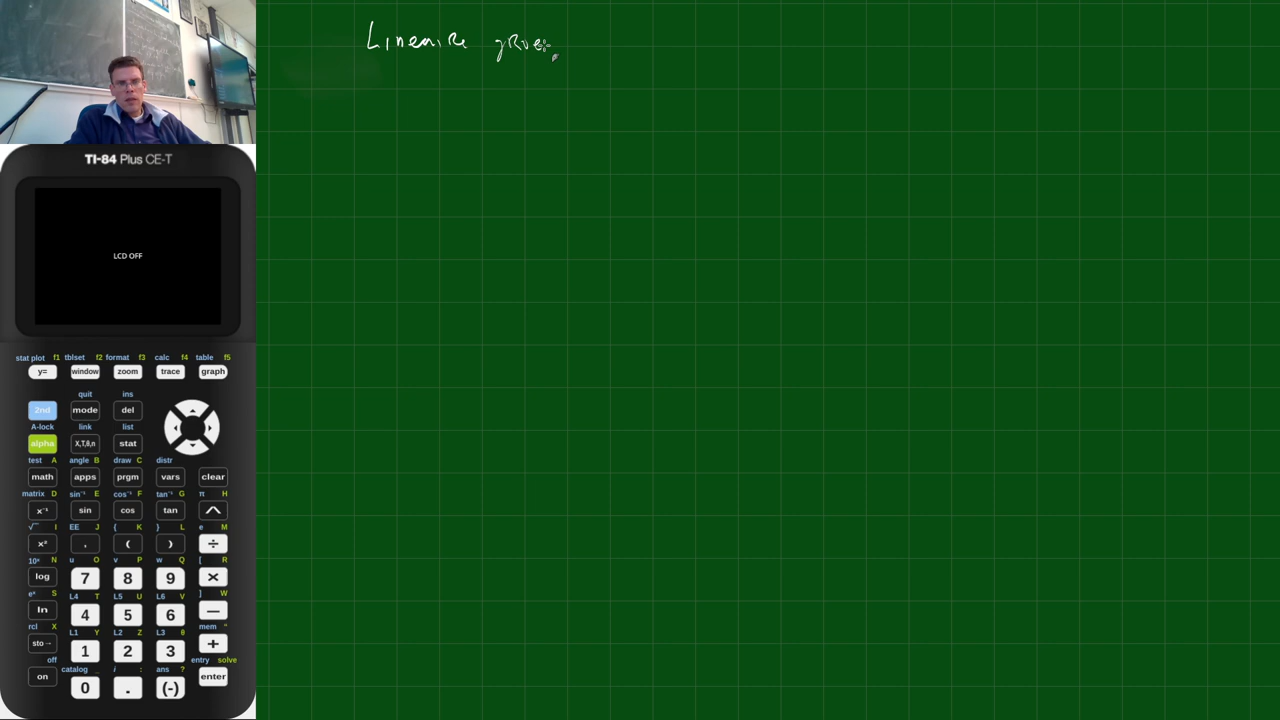 Lineaire groe
TI-84 Plus CE-T
LCD OFF
stat plot f1 tblset f2 format f3 calc f4 table f5
y= window zoom trace graph
quit ins
2nd mode del
A-lock link list
alpha X,T,θ,n stat
test A angle B draw C distr
math apps prgm vars clear
matrix D sin⁻¹ E cos⁻¹ F tan⁻¹ G π H
x⁻¹ sin cos tan ^
√‾ I EE J { K } L e M
x² , ( ) ÷
10ˣ N u O v P w Q [ R
log 7 8 9 ×
eˣ S L4 T L5 U L6 V ] W
ln 4 5 6 —
rcl X L1 Y L2 Z L3 θ mem "
sto→ 1 2 3 +
off catalog i : ans ? entry solve
on 0 . (-) enter